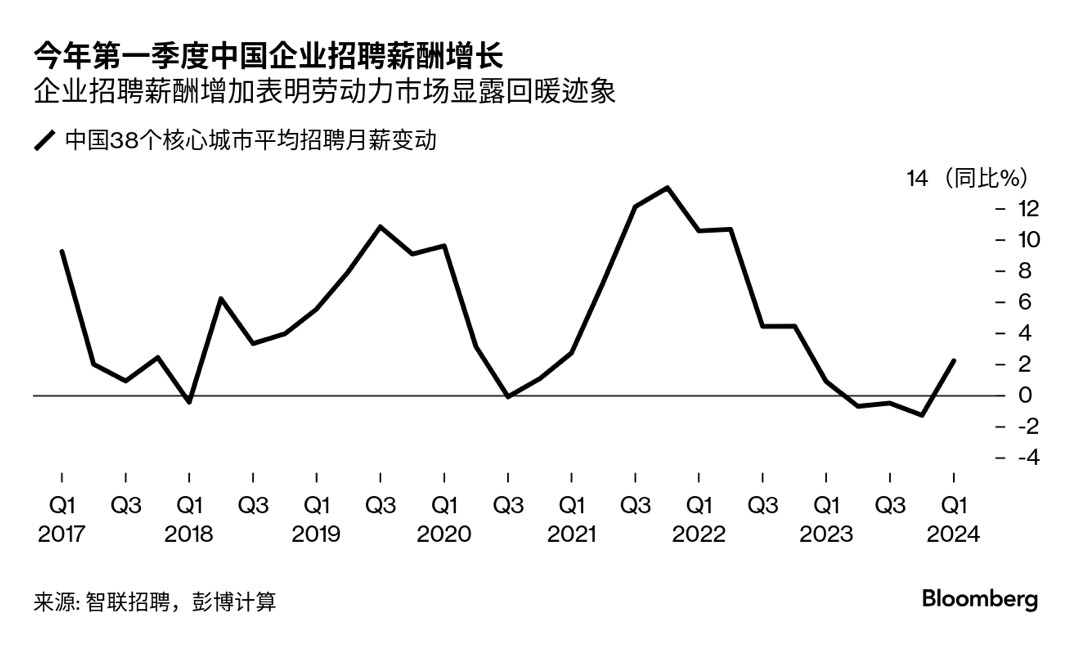 今年第一季度中国企业招聘薪酬增长
企业招聘薪酬增加表明劳动力市场显露回暖迹象
中国38个核心城市平均招聘月薪变动
14（同比%）
12
10
8
6
4
2
0
-2
-4
Q1 Q3 Q1 Q3 Q1 Q3 Q1 Q3 Q1 Q3 Q1 Q3 Q1 Q3 Q1
2017 2018 2019 2020 2021 2022 2023 2024
来源: 智联招聘，彭博计算
Bloomberg